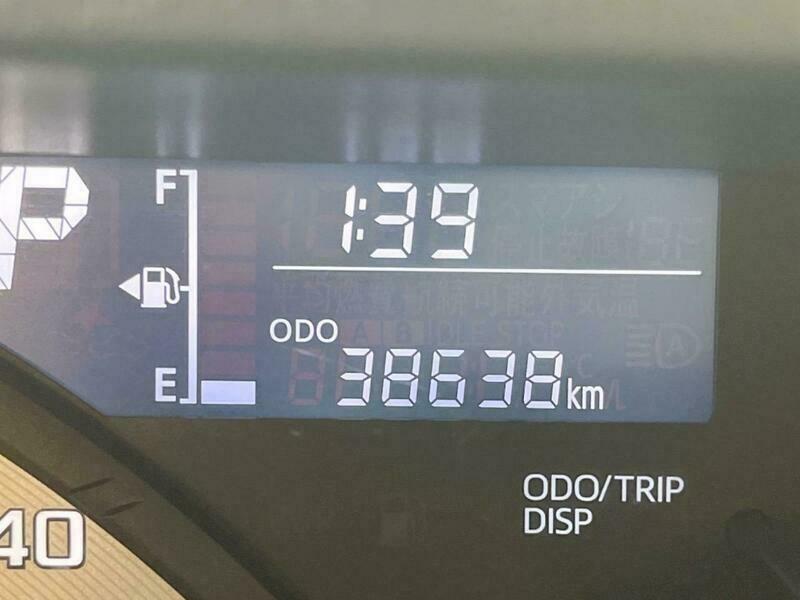 P
F
1:39
ODO
E
38638km
ODO/TRIP
DISP
40